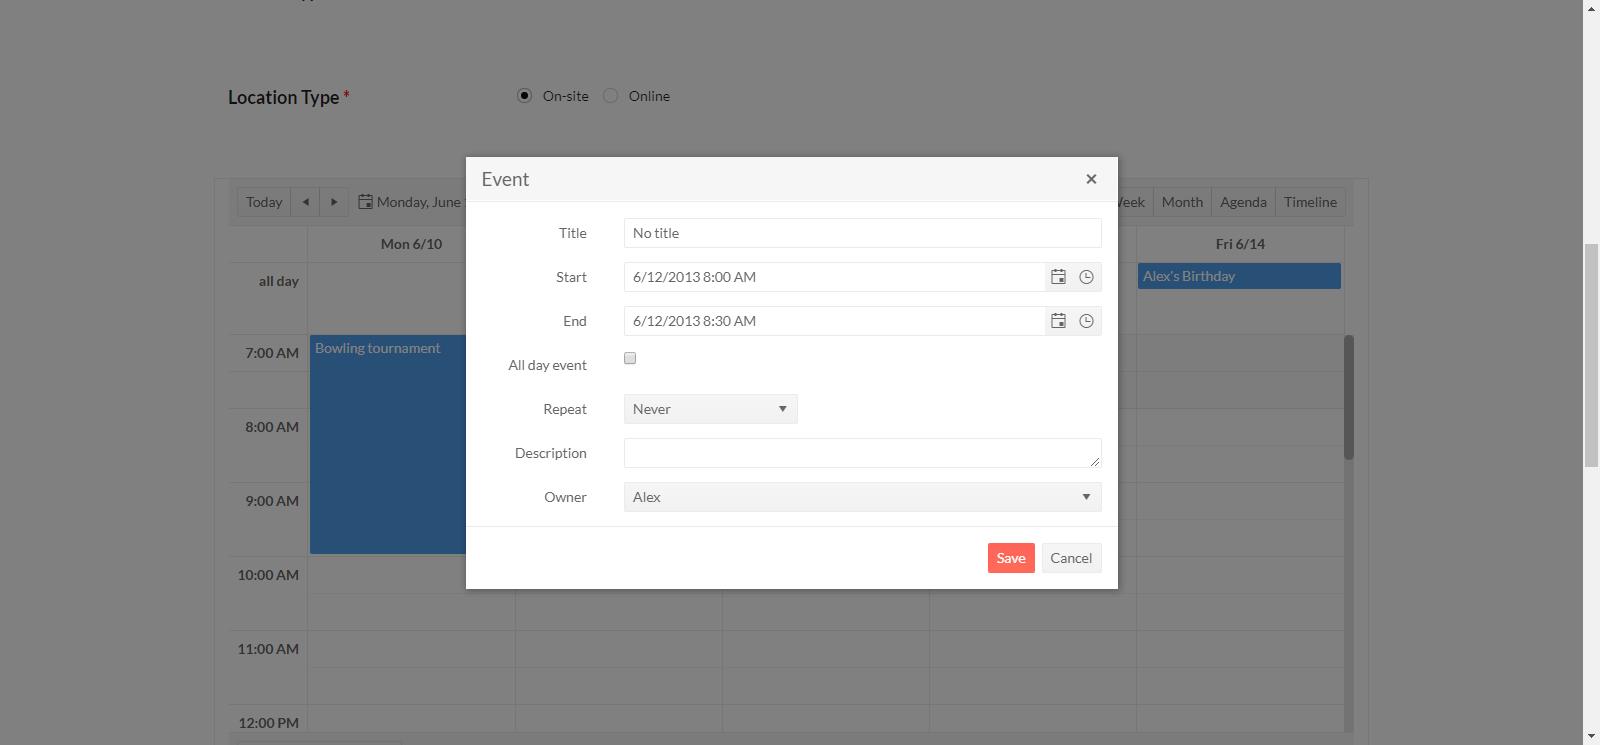 Location Type *
On-site
Online
Event
Today
Monday, June
Week
Month
Agenda
Timeline
Mon 6/10
Fri 6/14
all day
Alex's Birthday
Title
No title
Start
6/12/2013 8:00 AM
End
6/12/2013 8:30 AM
7:00 AM
Bowling tournament
All day event
Repeat
Never
8:00 AM
Description
9:00 AM
Owner
Alex
Save
Cancel
10:00 AM
11:00 AM
12:00 PM